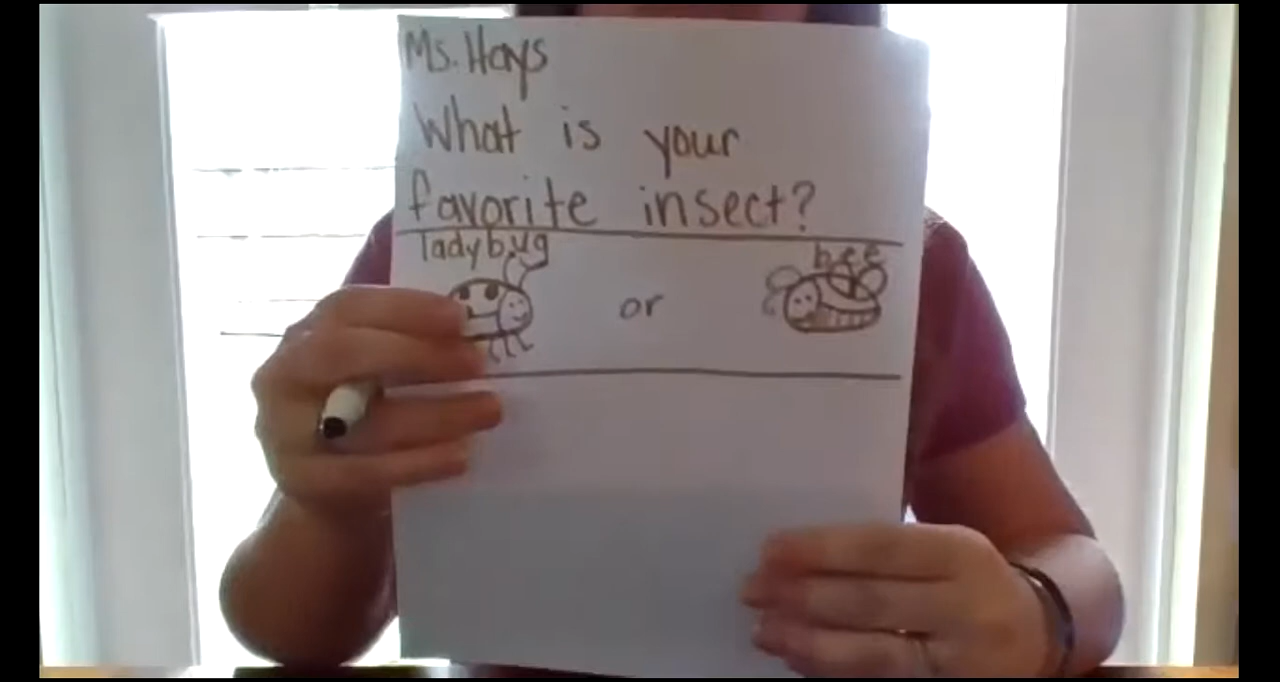 Ms. Hays
What is your
favorite insect?
ladybug bee
or